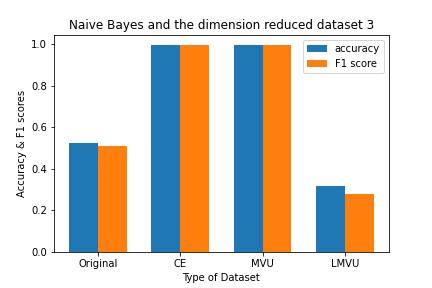 Naive Bayes and the dimension reduced dataset 3
accuracy
F1 score
Accuracy & F1 scores
1.0
0.8
0.6
0.4
0.2
0.0
Original
CE
MVU
LMVU
Type of Dataset